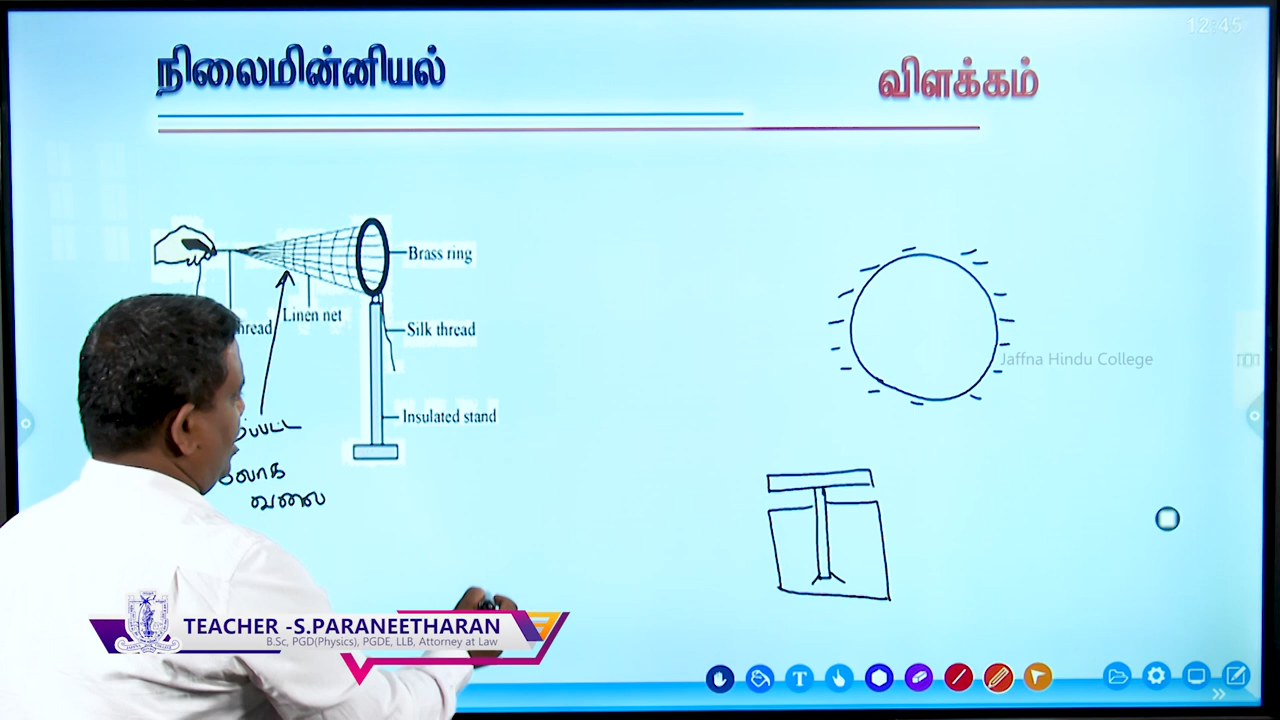 12:45
நிலைமின்னியல்
விளக்கம்
Brass ring
Linen net
Silk thread
Insulated stand
Jaffna Hindu College
வலை
TEACHER -S.PARANEETHARAN
B.Sc, PGD(Physics), PGDE, LLB, Attorney at Law
T